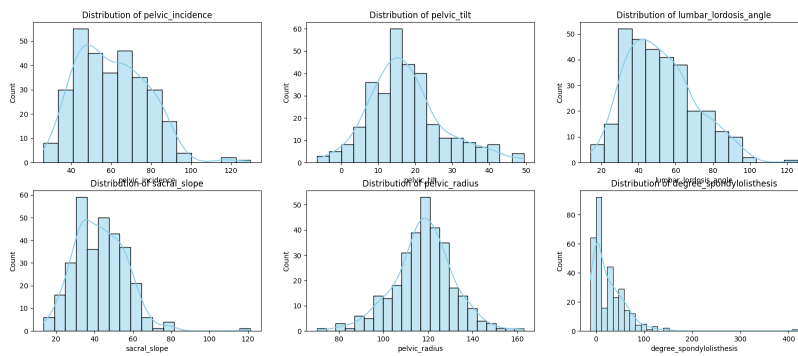 Distribution of pelvic_incidence
Count
50
40
30
20
10
0
40 60 80 100 120
pelvic_incidence
Distribution of pelvic_tilt
Count
60
50
40
30
20
10
0
0 10 20 30 40 50
pelvic_tilt
Distribution of lumbar_lordosis_angle
Count
50
40
30
20
10
0
20 40 60 80 100 120
lumbar_lordosis_angle
Distribution of sacral_slope
Count
60
50
40
30
20
10
0
20 40 60 80 100 120
sacral_slope
Distribution of pelvic_radius
Count
50
40
30
20
10
0
80 100 120 140 160
pelvic_radius
Distribution of degree_spondylolisthesis
Count
80
60
40
20
0
0 100 200 300 400
degree_spondylolisthesis